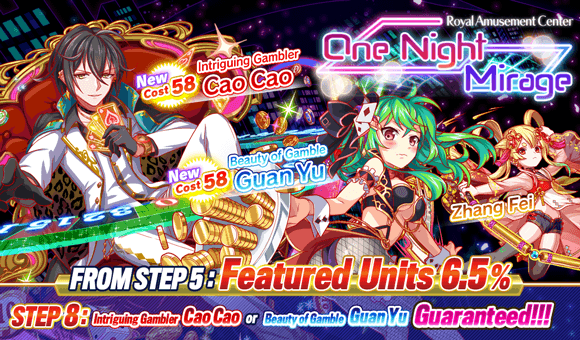 Royal Amusement Center
One Night
Mirage
New
Cost 58
Intriguing Gambler
Cao Cao
New
Cost 58
Beauty of Gamble
Guan Yu
Zhang Fei
FROM STEP 5 : Featured Units 6.5%
STEP 8 : Intriguing Gambler Cao Cao or Beauty of Gamble Guan Yu Guaranteed!!!